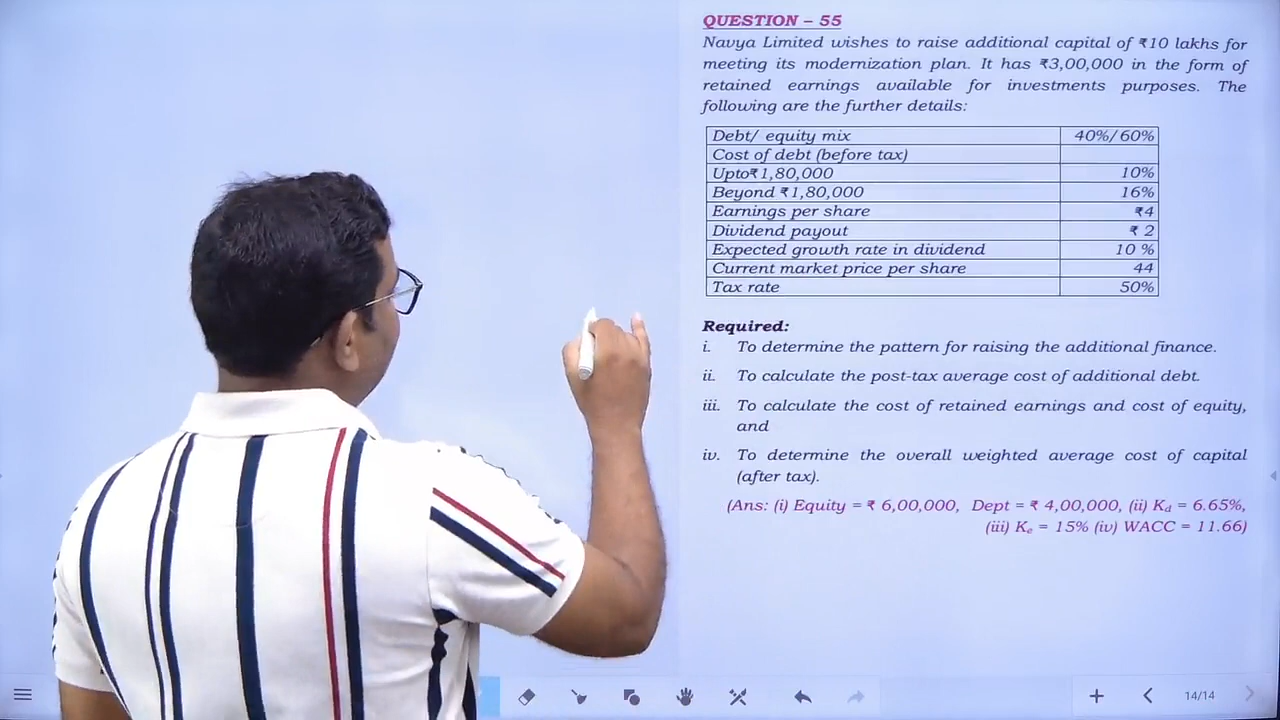 QUESTION – 55
Navya Limited wishes to raise additional capital of ₹10 lakhs for
meeting its modernization plan. It has ₹3,00,000 in the form of
retained earnings available for investments purposes. The
following are the further details:
Debt/ equity mix 40%/60%
Cost of debt (before tax)
Upto₹1,80,000 10%
Beyond ₹1,80,000 16%
Earnings per share ₹4
Dividend payout ₹ 2
Expected growth rate in dividend 10 %
Current market price per share 44
Tax rate 50%
Required:
i. To determine the pattern for raising the additional finance.
ii. To calculate the post-tax average cost of additional debt.
iii. To calculate the cost of retained earnings and cost of equity,
and
iv. To determine the overall weighted average cost of capital
(after tax).
(Ans: (i) Equity = ₹ 6,00,000, Dept = ₹ 4,00,000, (ii) Kd = 6.65%,
(iii) Ke = 15% (iv) WACC = 11.66)
14/14